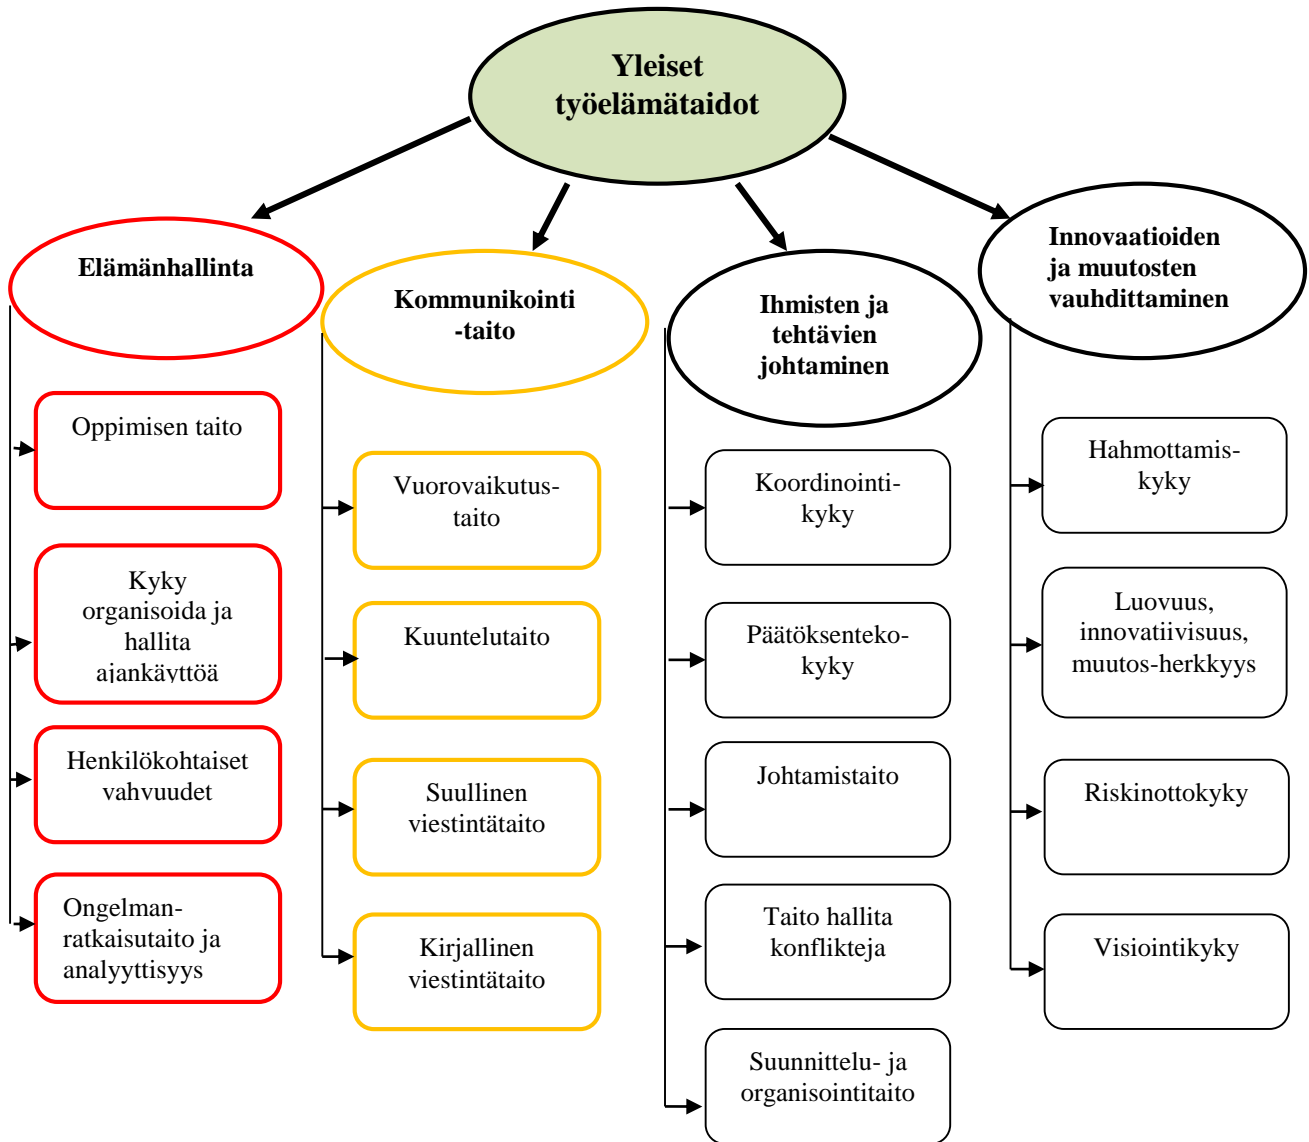 Yleiset
työelämätaidot
Elämänhallinta
Oppimisen taito
Kyky
organisoida ja
hallita
ajankäyttöä
Henkilökohtaiset
vahvuudet
Ongelman-
ratkaisutaito ja
analyyttisyys
Kommunikointi
-taito
Vuorovaikutus-
taito
Kuuntelutaito
Suullinen
viestintätaito
Kirjallinen
viestintätaito
Ihmisten ja
tehtävien
johtaminen
Koordinointi-
kyky
Päätöksenteko-
kyky
Johtamistaito
Taito hallita
konflikteja
Suunnittelu- ja
organisointitaito
Innovaatioiden
ja muutosten
vauhdittaminen
Hahmottamis-
kyky
Luovuus,
innovatiivisuus,
muutos-herkkyys
Riskinottokyky
Visiointikyky